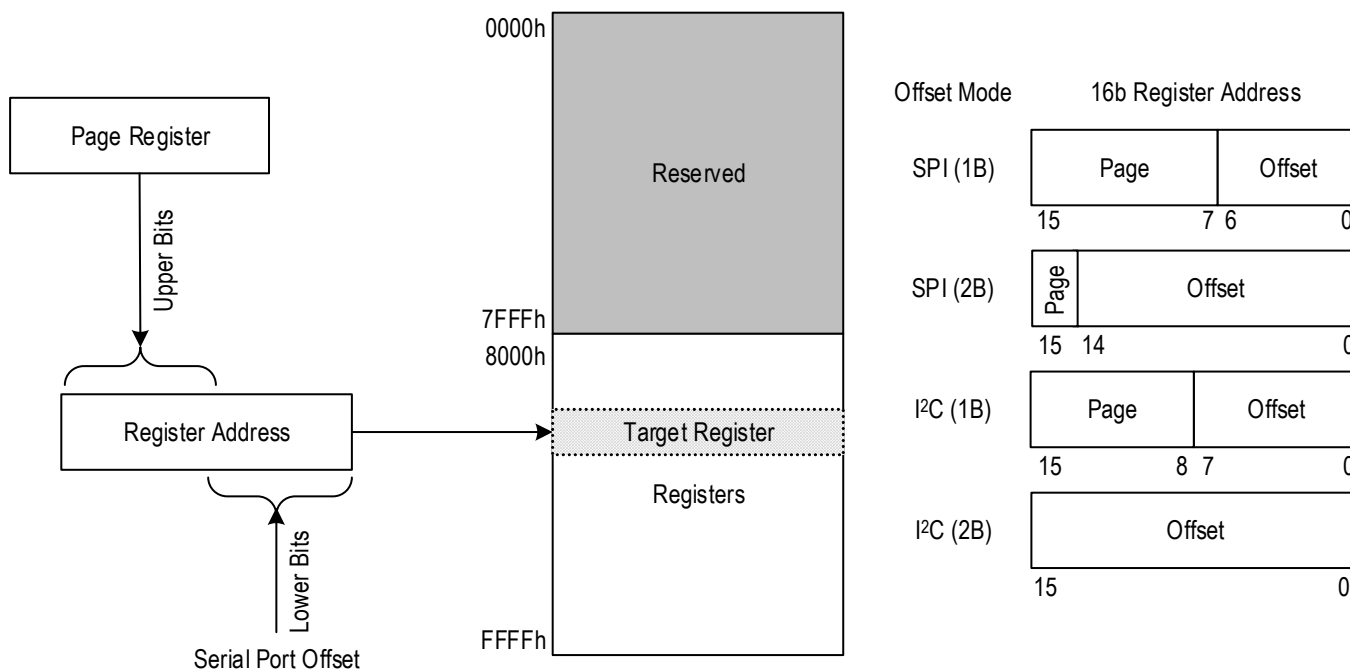 Page Register
Upper Bits
Register Address
Lower Bits
Serial Port Offset
0000h
Reserved
7FFFh
8000h
Target Register
Registers
FFFFh
Offset Mode 16b Register Address
SPI (1B) Page Offset
15 7 6 0
SPI (2B) Page Offset
15 14 0
I²C (1B) Page Offset
15 8 7 0
I²C (2B) Offset
15 0